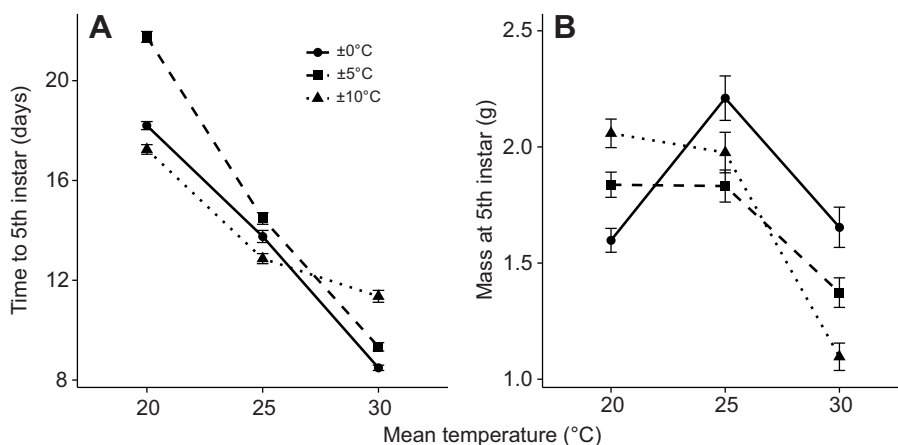 A
B
±0°C
±5°C
±10°C
Time to 5th instar (days)
20
16
12
8
20
25
30
Mass at 5th instar (g)
2.5
2.0
1.5
1.0
20
25
30
Mean temperature (°C)